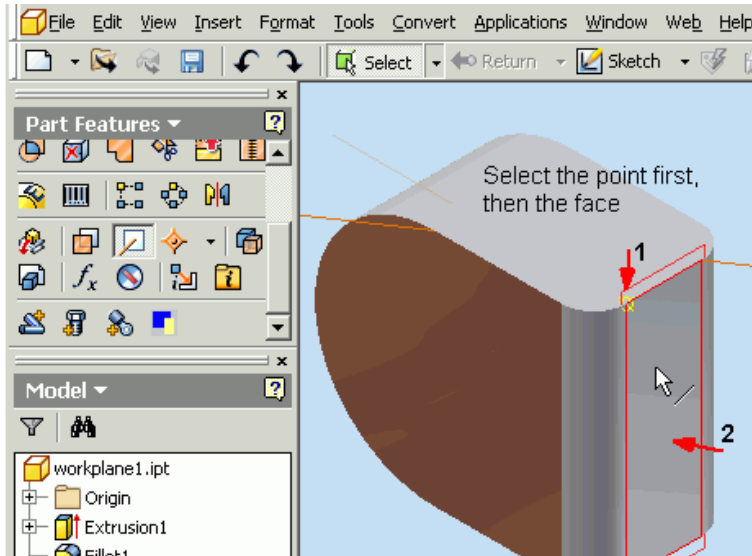 File Edit View Insert Format Tools Convert Applications Window Web Help
Select Return Sketch
Part Features
Select the point first,
then the face
1
fx
2
Model
workplane1.ipt
Origin
Extrusion1
Fillet1